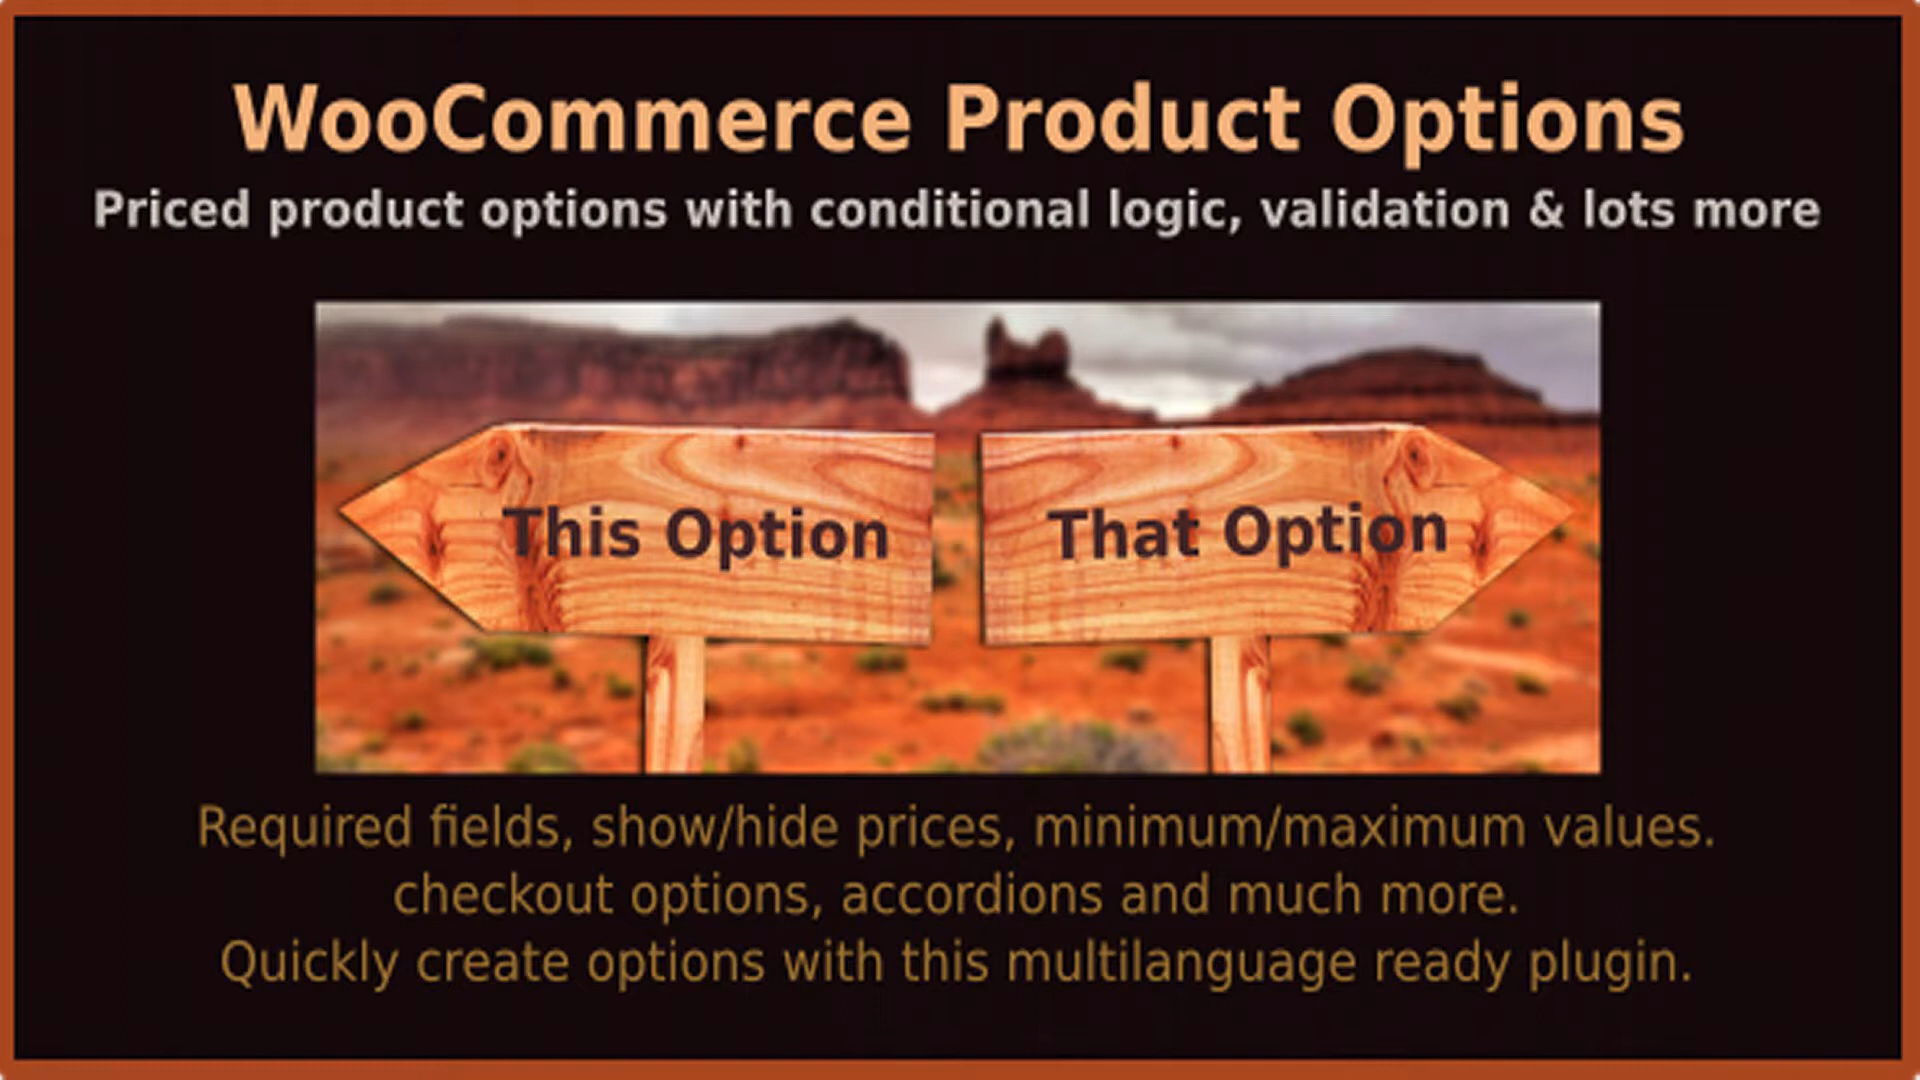 WooCommerce Product Options
Priced product options with conditional logic, validation & lots more
This Option
That Option
Required fields, show/hide prices, minimum/maximum values.
checkout options, accordions and much more.
Quickly create options with this multilanguage ready plugin.